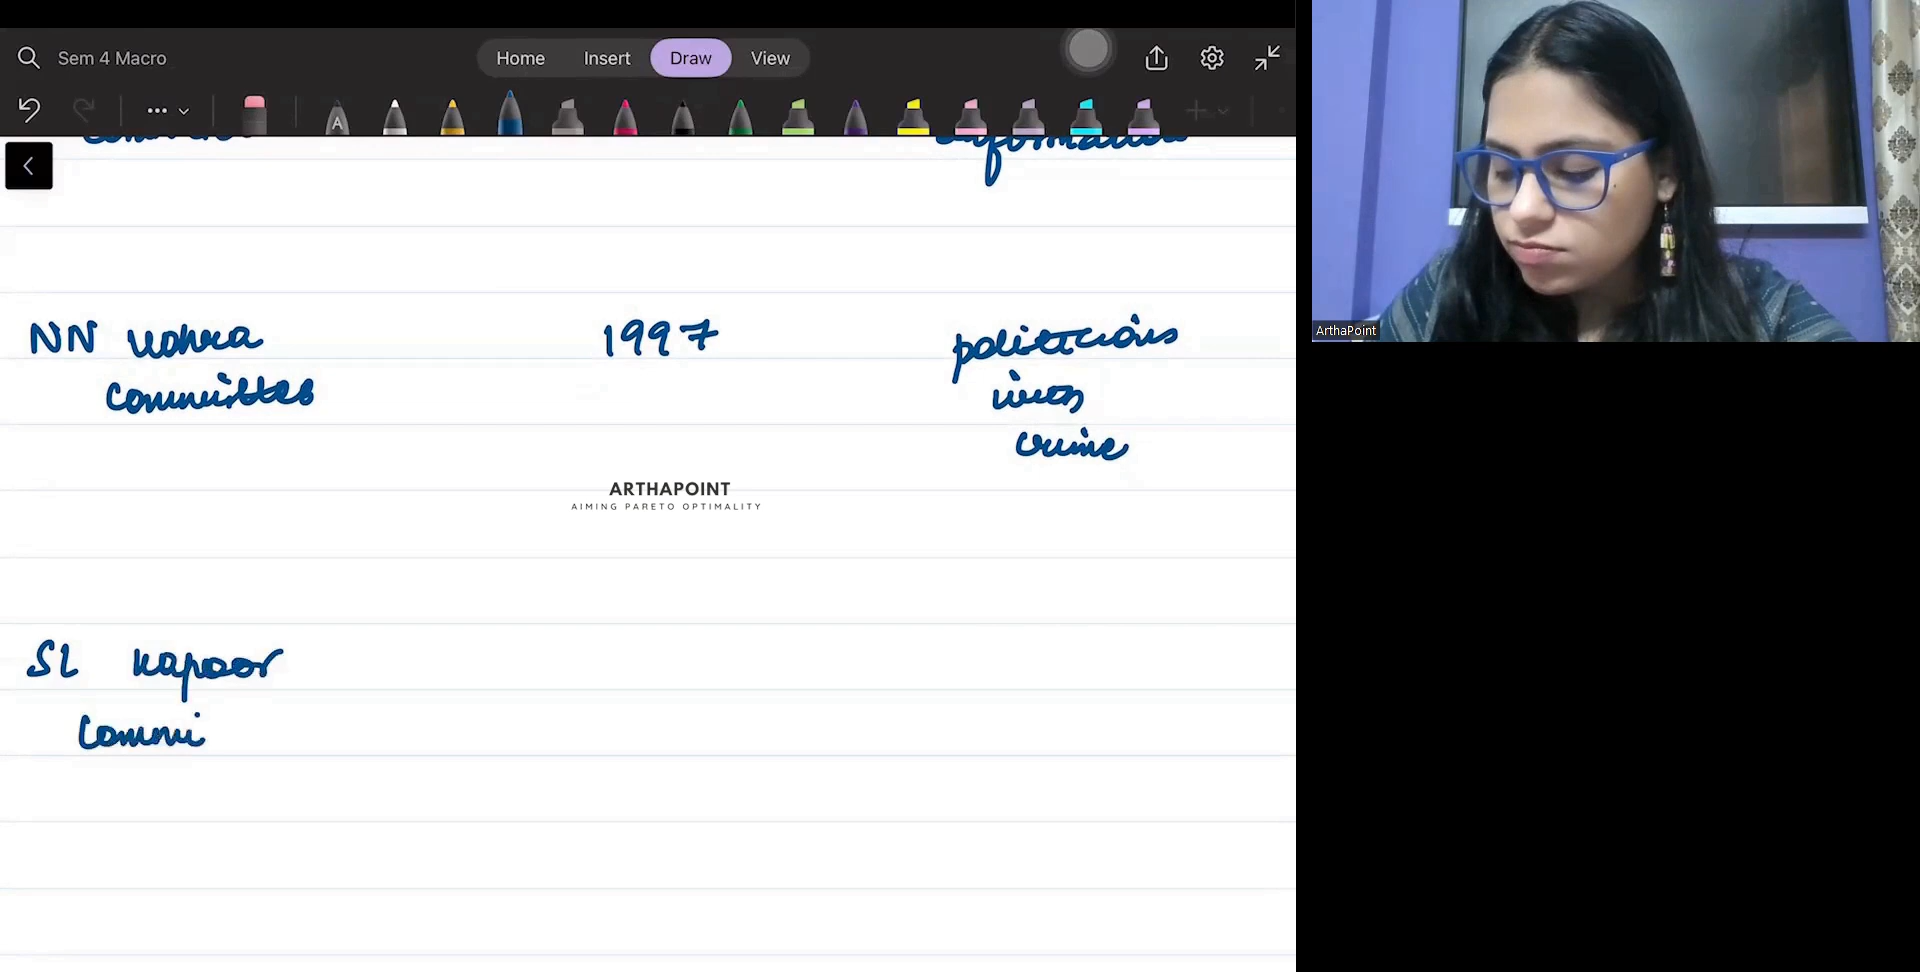 Sem 4 Macro
Home Insert Draw View
A
NN Vohra 1997 politicians
committee with
crime
ARTHAPOINT
AIMING PARETO OPTIMALITY
SL Kapoor
Commi
ArthaPoint